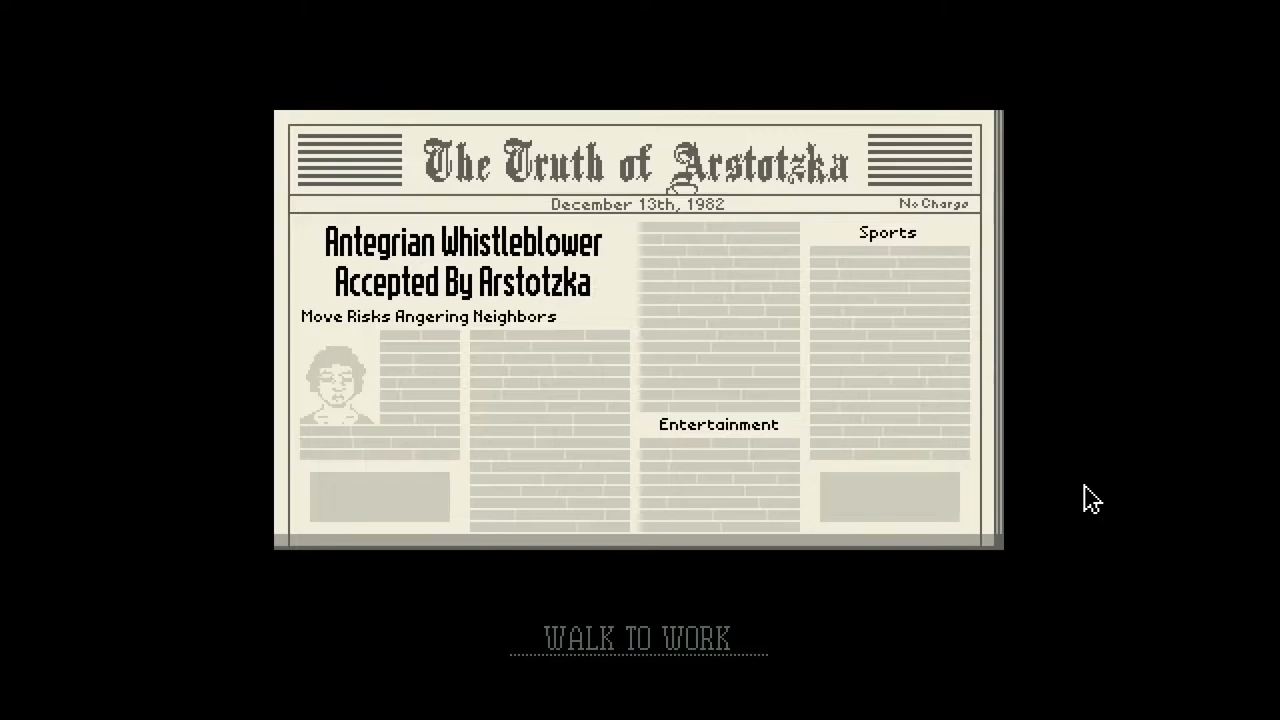 The Truth of Arstotzka
December 13th, 1982
No Charge
Antegrian Whistleblower
Accepted By Arstotzka
Move Risks Angering Neighbors
Entertainment
Sports
WALK TO WORK